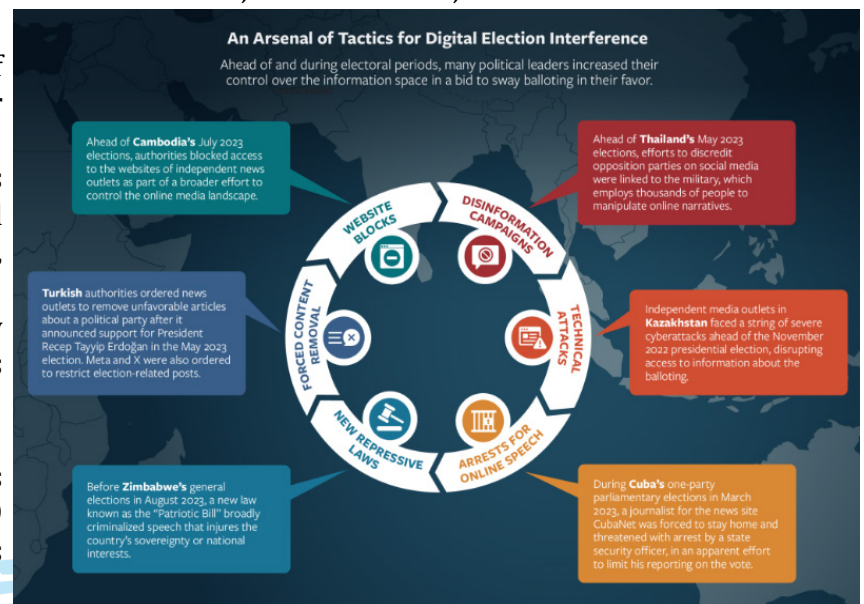 An Arsenal of Tactics for Digital Election Interference
Ahead of and during electoral periods, many political leaders increased their
control over the information space in a bid to sway balloting in their favor.
Ahead of Cambodia's July 2023
elections, authorities blocked access
to the websites of independent news
outlets as part of a broader effort to
control the online media landscape.
Ahead of Thailand's May 2023
elections, efforts to discredit
opposition parties on social media
were linked to the military, which
employs thousands of people to
manipulate online narratives.
WEBSITE
BLOCKS
DISINFORMATION
CAMPAIGNS
Turkish authorities ordered news
outlets to remove unfavorable articles
about a political party after it
announced support for President
Recep Tayyip Erdoğan in the May 2023
election. Meta and X were also ordered
to restrict election-related posts.
FORCED CONTENT
REMOVAL
TECHNICAL
ATTACKS
Independent media outlets in
Kazakhstan faced a string of severe
cyberattacks ahead of the November
2022 presidential election, disrupting
access to information about the
balloting.
NEW REPRESSIVE
LAWS
ARRESTS FOR
ONLINE SPEECH
Before Zimbabwe's general
elections in August 2023, a new law
known as the "Patriotic Bill" broadly
criminalized speech that injures the
country's sovereignty or national
interests.
During Cuba's one-party
parliamentary elections in March
2023, a journalist for the news site
CubaNet was forced to stay home and
threatened with arrest by a state
security officer, in an apparent effort
to limit his reporting on the vote.